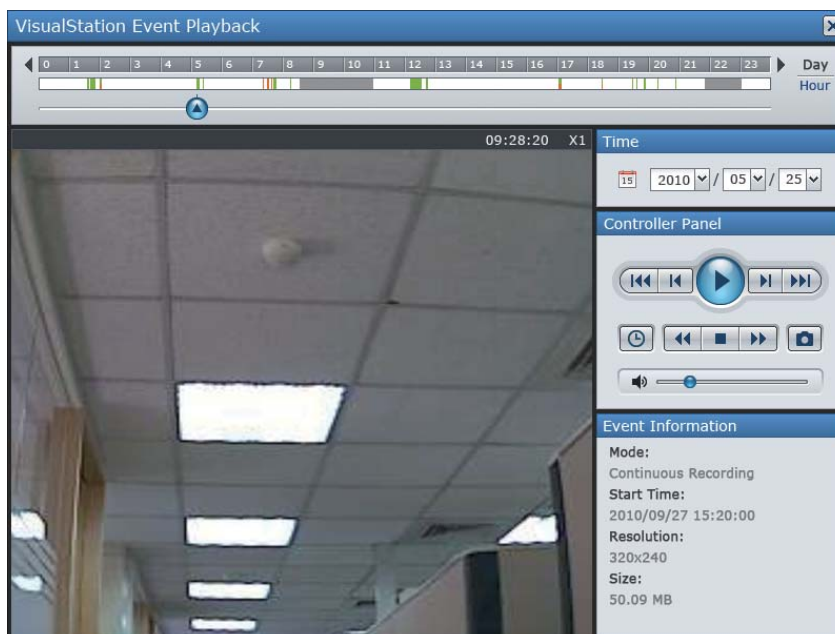 VisualStation Event Playback
0 1 2 3 4 5 6 7 8 9 10 11 12 13 14 15 16 17 18 19 20 21 22 23 Day
Hour
09:28:20 X1
Time
15 2010 / 05 / 25
Controller Panel
Event Information
Mode:
Continuous Recording
Start Time:
2010/09/27 15:20:00
Resolution:
320x240
Size:
50.09 MB